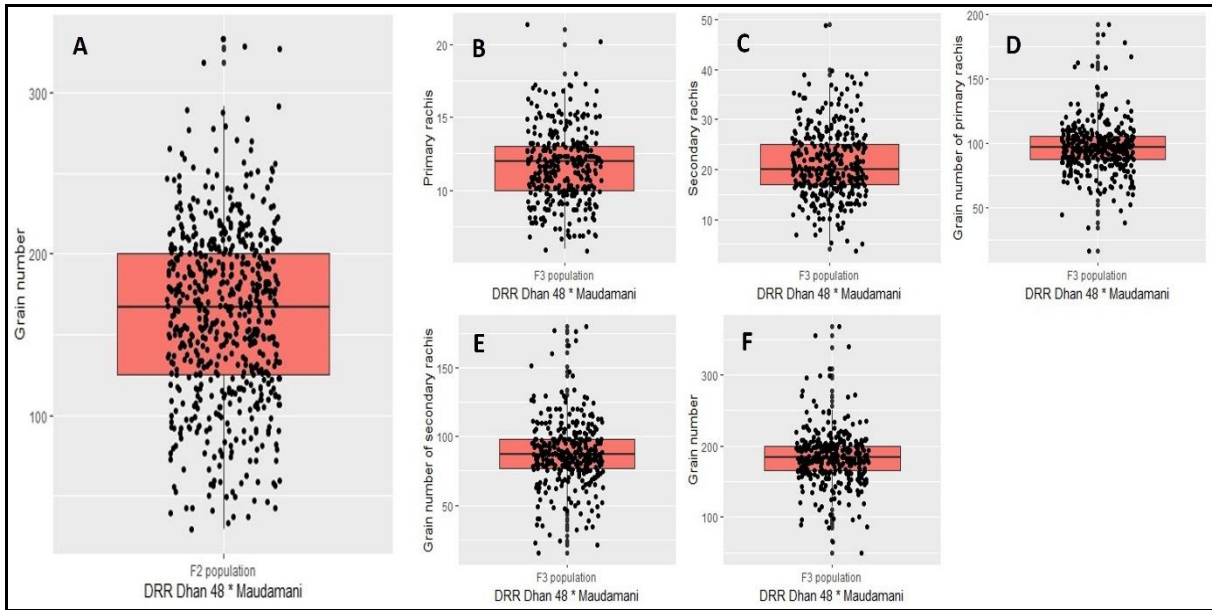 A
Grain number
300
200
100
F2 population
DRR Dhan 48 * Maudamani
B
Primary rachis
20
15
10
F3 population
DRR Dhan 48 * Maudamani
C
Secondary rachis
50
40
30
20
10
F3 population
DRR Dhan 48 * Maudamani
D
Grain number of primary rachis
200
150
100
50
F3 population
DRR Dhan 48 * Maudamani
E
Grain number of secondary rachis
150
100
50
F3 population
DRR Dhan 48 * Maudamani
F
Grain number
300
200
100
F3 population
DRR Dhan 48 * Maudamani